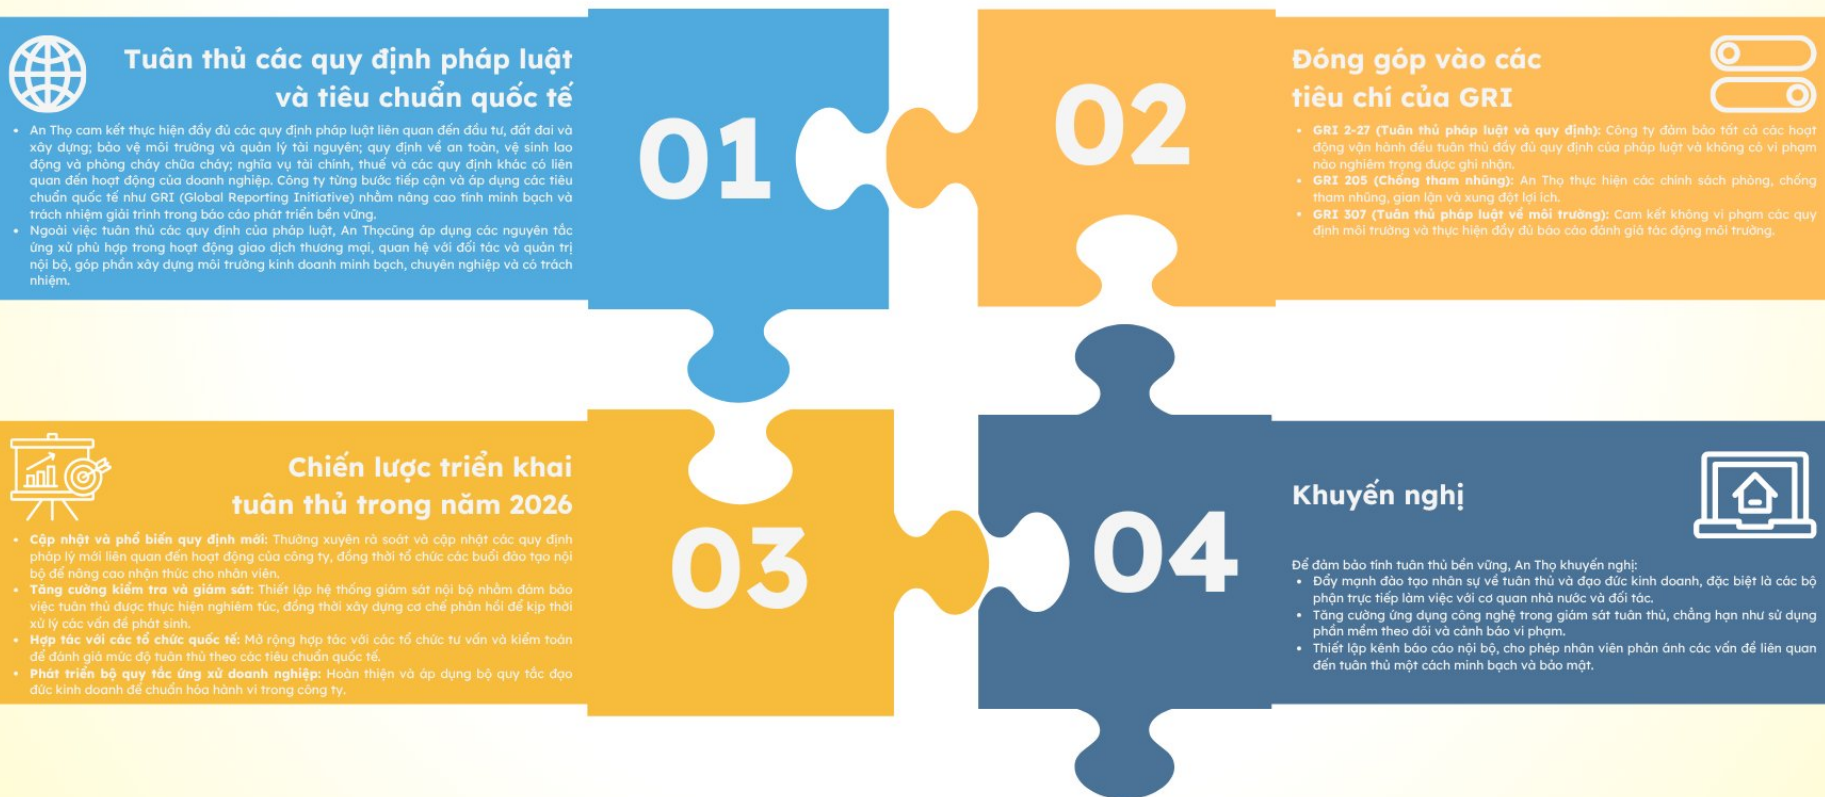 Tuân thủ các quy định pháp luật
và tiêu chuẩn quốc tế
• An Thọ cam kết thực hiện đầy đủ các quy định pháp luật liên quan đến đầu tư, đất đai và
xây dựng; bảo vệ môi trường và quản lý tài nguyên; quy định về an toàn, vệ sinh lao
động và phòng cháy chữa cháy; nghĩa vụ tài chính, thuế và các quy định khác có liên
quan đến hoạt động của doanh nghiệp. Công ty từng bước tiếp cận và áp dụng các tiêu
chuẩn quốc tế như GRI (Global Reporting Initiative) nhằm nâng cao tính minh bạch và
trách nhiệm giải trình trong báo cáo phát triển bền vững.
• Ngoài việc tuân thủ các quy định của pháp luật, An Thọcũng áp dụng các nguyên tắc
ứng xử phù hợp trong hoạt động giao dịch thương mại, quan hệ với đối tác và quản trị
nội bộ, góp phần xây dựng môi trường kinh doanh minh bạch, chuyên nghiệp và có trách
nhiệm.
01
02
Đóng góp vào các
tiêu chí của GRI
• GRI 2-27 (Tuân thủ pháp luật và quy định): Công ty đảm bảo tất cả các hoạt
động vận hành đều tuân thủ đầy đủ quy định của pháp luật và không có vi phạm
nào nghiêm trọng được ghi nhận.
• GRI 205 (Chống tham nhũng): An Thọ thực hiện các chính sách phòng, chống
tham nhũng, gian lận và xung đột lợi ích.
• GRI 307 (Tuân thủ pháp luật về môi trường): Cam kết không vi phạm các quy
định môi trường và thực hiện đầy đủ báo cáo đánh giá tác động môi trường.
Chiến lược triển khai
tuân thủ trong năm 2026
• Cập nhật và phổ biến quy định mới: Thường xuyên rà soát và cập nhật các quy định
pháp lý mới liên quan đến hoạt động của công ty, đồng thời tổ chức các buổi đào tạo nội
bộ để nâng cao nhận thức cho nhân viên.
• Tăng cường kiểm tra và giám sát: Thiết lập hệ thống giám sát nội bộ nhằm đảm bảo
việc tuân thủ được thực hiện nghiêm túc, đồng thời xây dựng cơ chế phản hồi để kịp thời
xử lý các vấn đề phát sinh.
• Hợp tác với các tổ chức quốc tế: Mở rộng hợp tác với các tổ chức tư vấn và kiểm toán
để đánh giá mức độ tuân thủ theo các tiêu chuẩn quốc tế.
• Phát triển bộ quy tắc ứng xử doanh nghiệp: Hoàn thiện và áp dụng bộ quy tắc đạo
đức kinh doanh để chuẩn hóa hành vi trong công ty.
03
04
Khuyến nghị
Để đảm bảo tính tuân thủ bền vững, An Thọ khuyến nghị:
• Đẩy mạnh đào tạo nhân sự về tuân thủ và đạo đức kinh doanh, đặc biệt là các bộ
phận trực tiếp làm việc với cơ quan nhà nước và đối tác.
• Tăng cường ứng dụng công nghệ trong giám sát tuân thủ, chẳng hạn như sử dụng
phần mềm theo dõi và cảnh báo vi phạm.
• Thiết lập kênh báo cáo nội bộ, cho phép nhân viên phản ánh các vấn đề liên quan
đến tuân thủ một cách minh bạch và bảo mật.